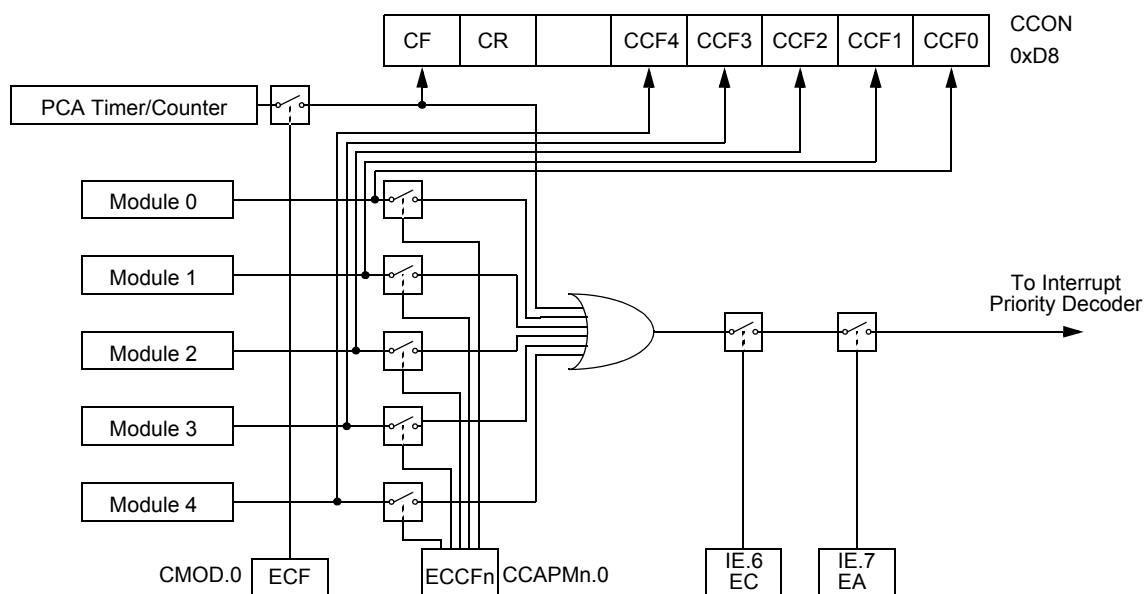 CF CR CCF4 CCF3 CCF2 CCF1 CCF0 CCON
0xD8
PCA Timer/Counter
Module 0
Module 1
Module 2
Module 3
Module 4
To Interrupt
Priority Decoder
CMOD.0 ECF
ECCFn CCAPMn.0
IE.6
EC
IE.7
EA